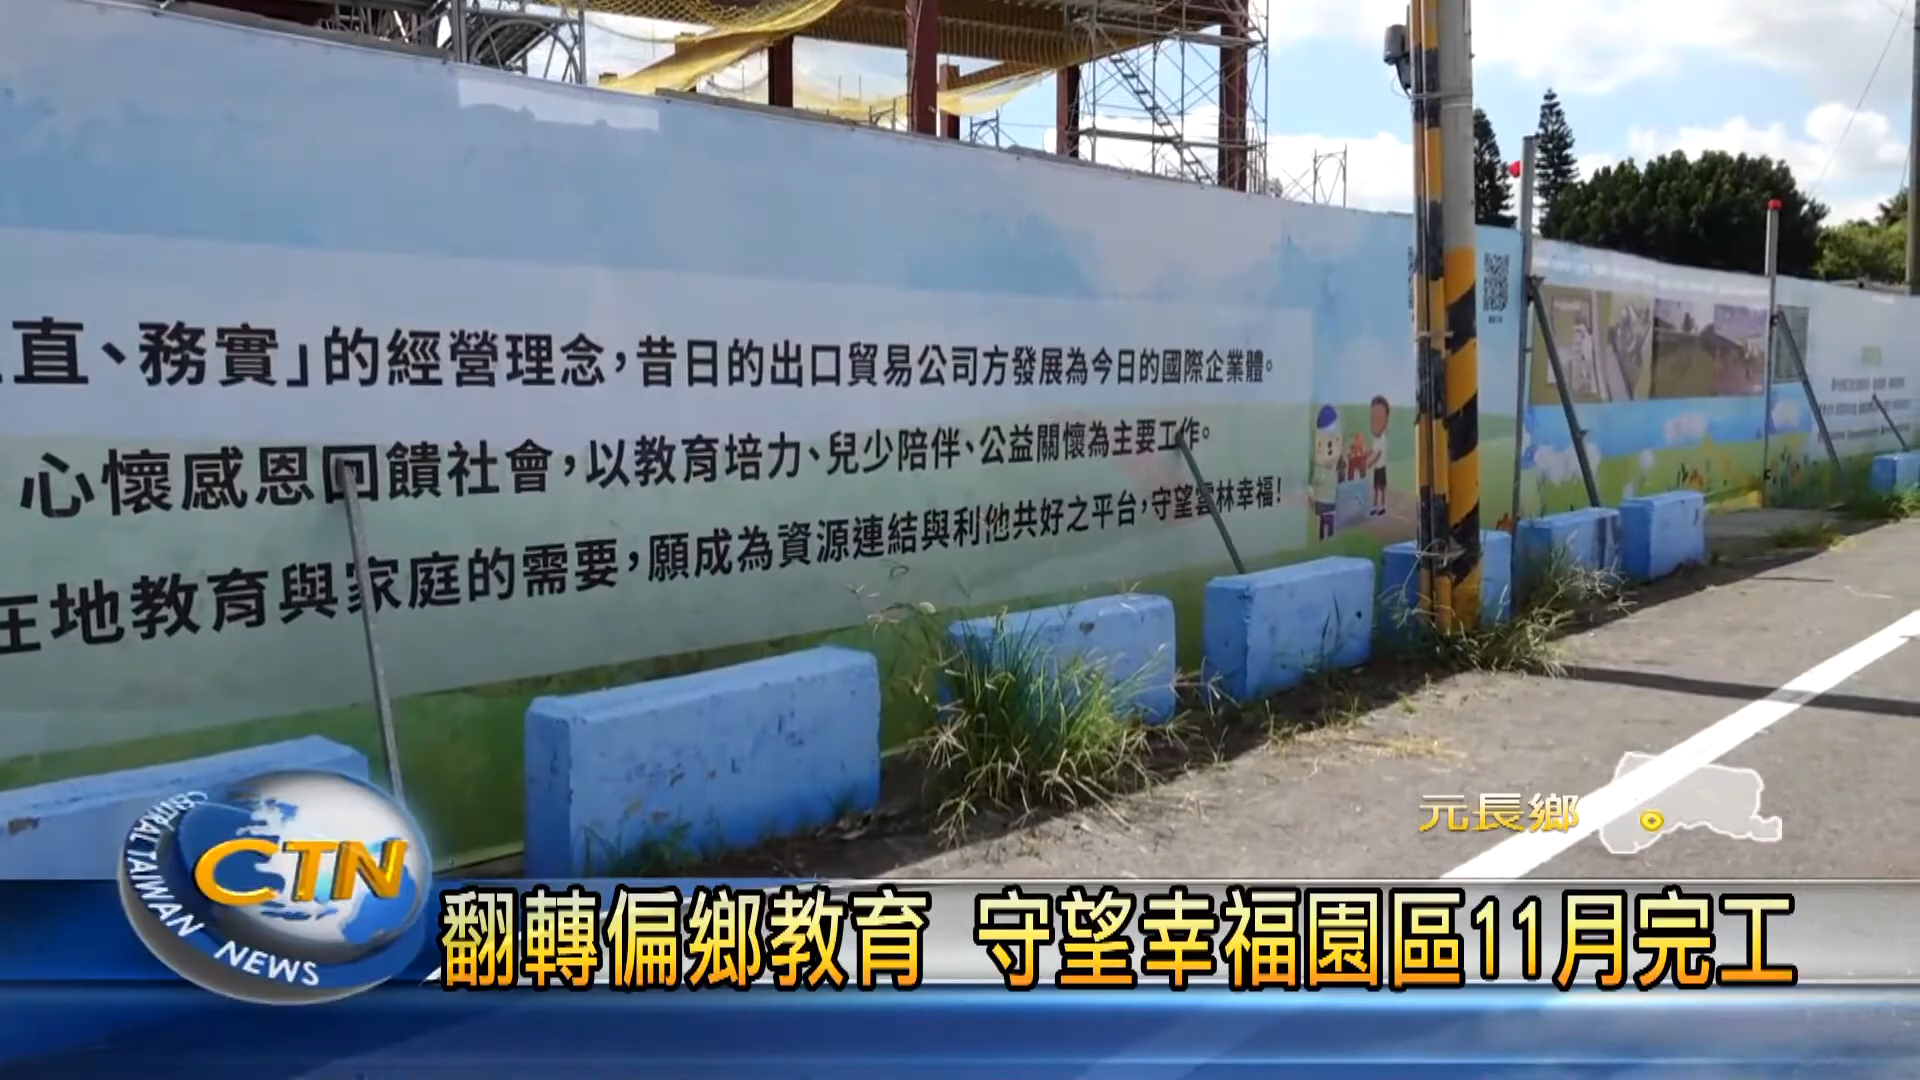 直、務實」的經營理念，昔日的出口貿易公司方發展為今日的國際企業體。
心懷感恩回饋社會，以教育培力、兒少陪伴、公益關懷為主要工作。
在地教育與家庭的需要，願成為資源連結與利他共好之平台，守望雲林幸福！
元長鄉
CTN
CENTRAL TAIWAN NEWS
翻轉偏鄉教育 守望幸福園區11月完工